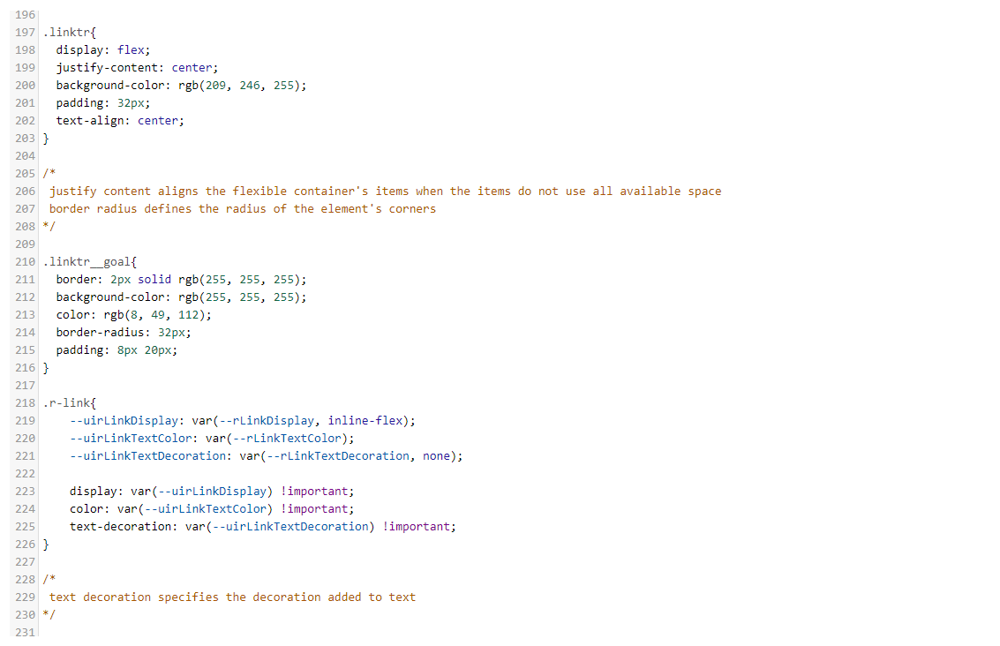 196
197 .linktr{
198   display: flex;
199   justify-content: center;
200   background-color: rgb(209, 246, 255);
201   padding: 32px;
202   text-align: center;
203 }
204
205 /*
206  justify content aligns the flexible container's items when the items do not use all available space
207  border radius defines the radius of the element's corners
208 */
209
210 .linktr__goal{
211   border: 2px solid rgb(255, 255, 255);
212   background-color: rgb(255, 255, 255);
213   color: rgb(8, 49, 112);
214   border-radius: 32px;
215   padding: 8px 20px;
216 }
217
218 .r-link{
219     --uirLinkDisplay: var(--rLinkDisplay, inline-flex);
220     --uirLinkTextColor: var(--rLinkTextColor);
221     --uirLinkTextDecoration: var(--rLinkTextDecoration, none);
222
223     display: var(--uirLinkDisplay) !important;
224     color: var(--uirLinkTextColor) !important;
225     text-decoration: var(--uirLinkTextDecoration) !important;
226 }
227
228 /*
229  text decoration specifies the decoration added to text
230 */
231